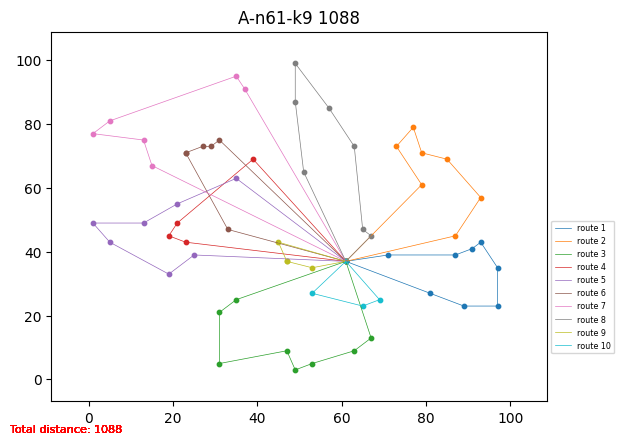 A-n61-k9 1088
100
80
60
40
20
0
0 20 40 60 80 100
route 1
route 2
route 3
route 4
route 5
route 6
route 7
route 8
route 9
route 10
Total distance: 1088